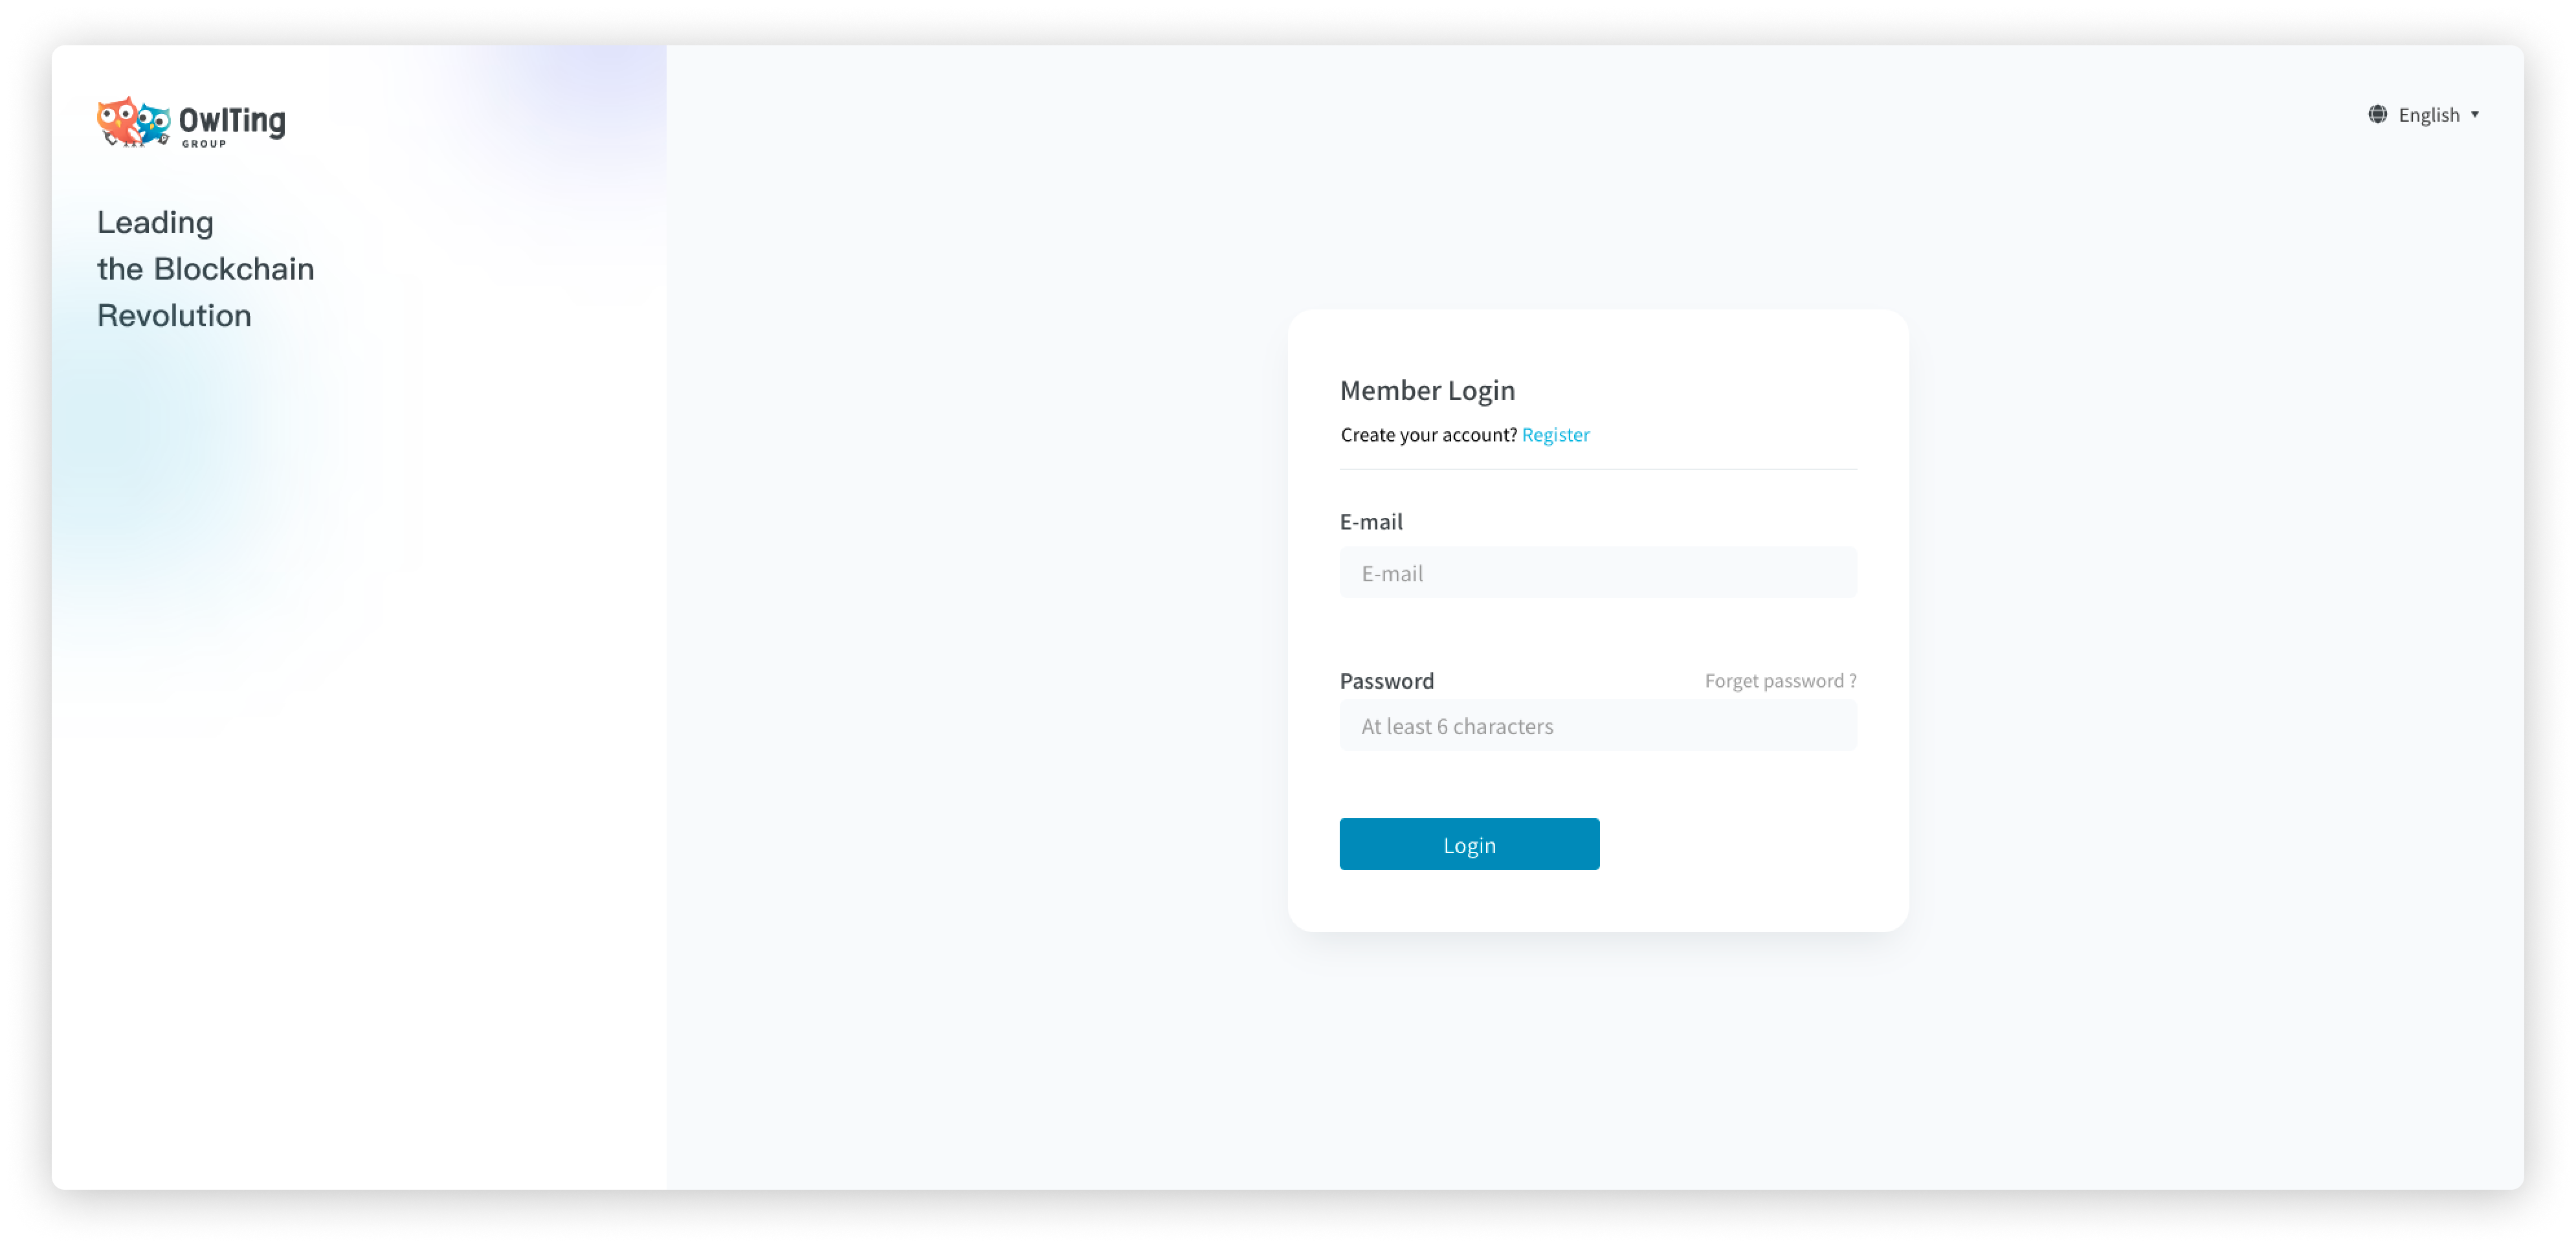 OwlTing
GROUP
Leading
the Blockchain
Revolution
English
Member Login
Create your account? Register
E-mail
E-mail
Password
Forget password ?
At least 6 characters
Login